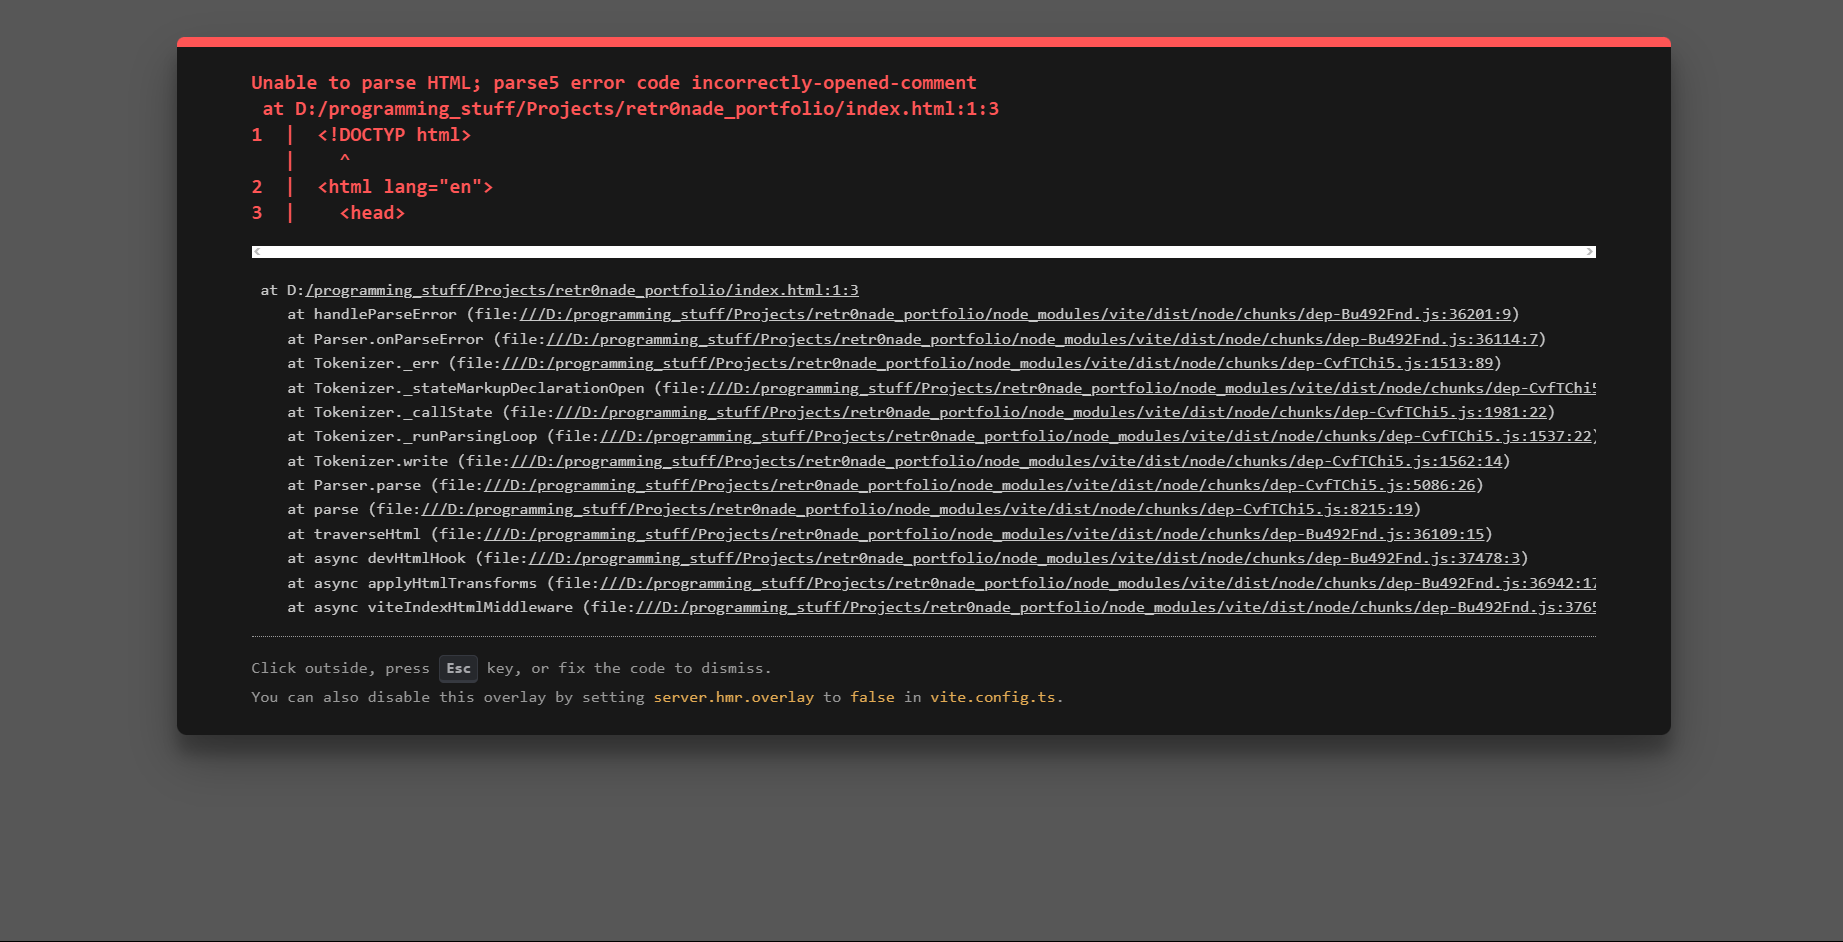 Unable to parse HTML; parse5 error code incorrectly-opened-comment
at D:/programming_stuff/Projects/retr0nade_portfolio/index.html:1:3
1 | <!DOCTYP html>
| ^
2 | <html lang="en">
3 | <head>
at D:/programming_stuff/Projects/retr0nade_portfolio/index.html:1:3
at handleParseError (file:///D:/programming_stuff/Projects/retr0nade_portfolio/node_modules/vite/dist/node/chunks/dep-Bu492Fnd.js:36201:9)
at Parser.onParseError (file:///D:/programming_stuff/Projects/retr0nade_portfolio/node_modules/vite/dist/node/chunks/dep-Bu492Fnd.js:36114:7)
at Tokenizer._err (file:///D:/programming_stuff/Projects/retr0nade_portfolio/node_modules/vite/dist/node/chunks/dep-CvfTChi5.js:1513:89)
at Tokenizer._stateMarkupDeclarationOpen (file:///D:/programming_stuff/Projects/retr0nade_portfolio/node_modules/vite/dist/node/chunks/dep-CvfTChi5
at Tokenizer._callState (file:///D:/programming_stuff/Projects/retr0nade_portfolio/node_modules/vite/dist/node/chunks/dep-CvfTChi5.js:1981:22)
at Tokenizer._runParsingLoop (file:///D:/programming_stuff/Projects/retr0nade_portfolio/node_modules/vite/dist/node/chunks/dep-CvfTChi5.js:1537:22)
at Tokenizer.write (file:///D:/programming_stuff/Projects/retr0nade_portfolio/node_modules/vite/dist/node/chunks/dep-CvfTChi5.js:1562:14)
at Parser.parse (file:///D:/programming_stuff/Projects/retr0nade_portfolio/node_modules/vite/dist/node/chunks/dep-CvfTChi5.js:5086:26)
at parse (file:///D:/programming_stuff/Projects/retr0nade_portfolio/node_modules/vite/dist/node/chunks/dep-CvfTChi5.js:8215:19)
at traverseHtml (file:///D:/programming_stuff/Projects/retr0nade_portfolio/node_modules/vite/dist/node/chunks/dep-Bu492Fnd.js:36109:15)
at async devHtmlHook (file:///D:/programming_stuff/Projects/retr0nade_portfolio/node_modules/vite/dist/node/chunks/dep-Bu492Fnd.js:37478:3)
at async applyHtmlTransforms (file:///D:/programming_stuff/Projects/retr0nade_portfolio/node_modules/vite/dist/node/chunks/dep-Bu492Fnd.js:36942:17
at async viteIndexHtmlMiddleware (file:///D:/programming_stuff/Projects/retr0nade_portfolio/node_modules/vite/dist/node/chunks/dep-Bu492Fnd.js:3765
Click outside, press Esc key, or fix the code to dismiss.
You can also disable this overlay by setting server.hmr.overlay to false in vite.config.ts.